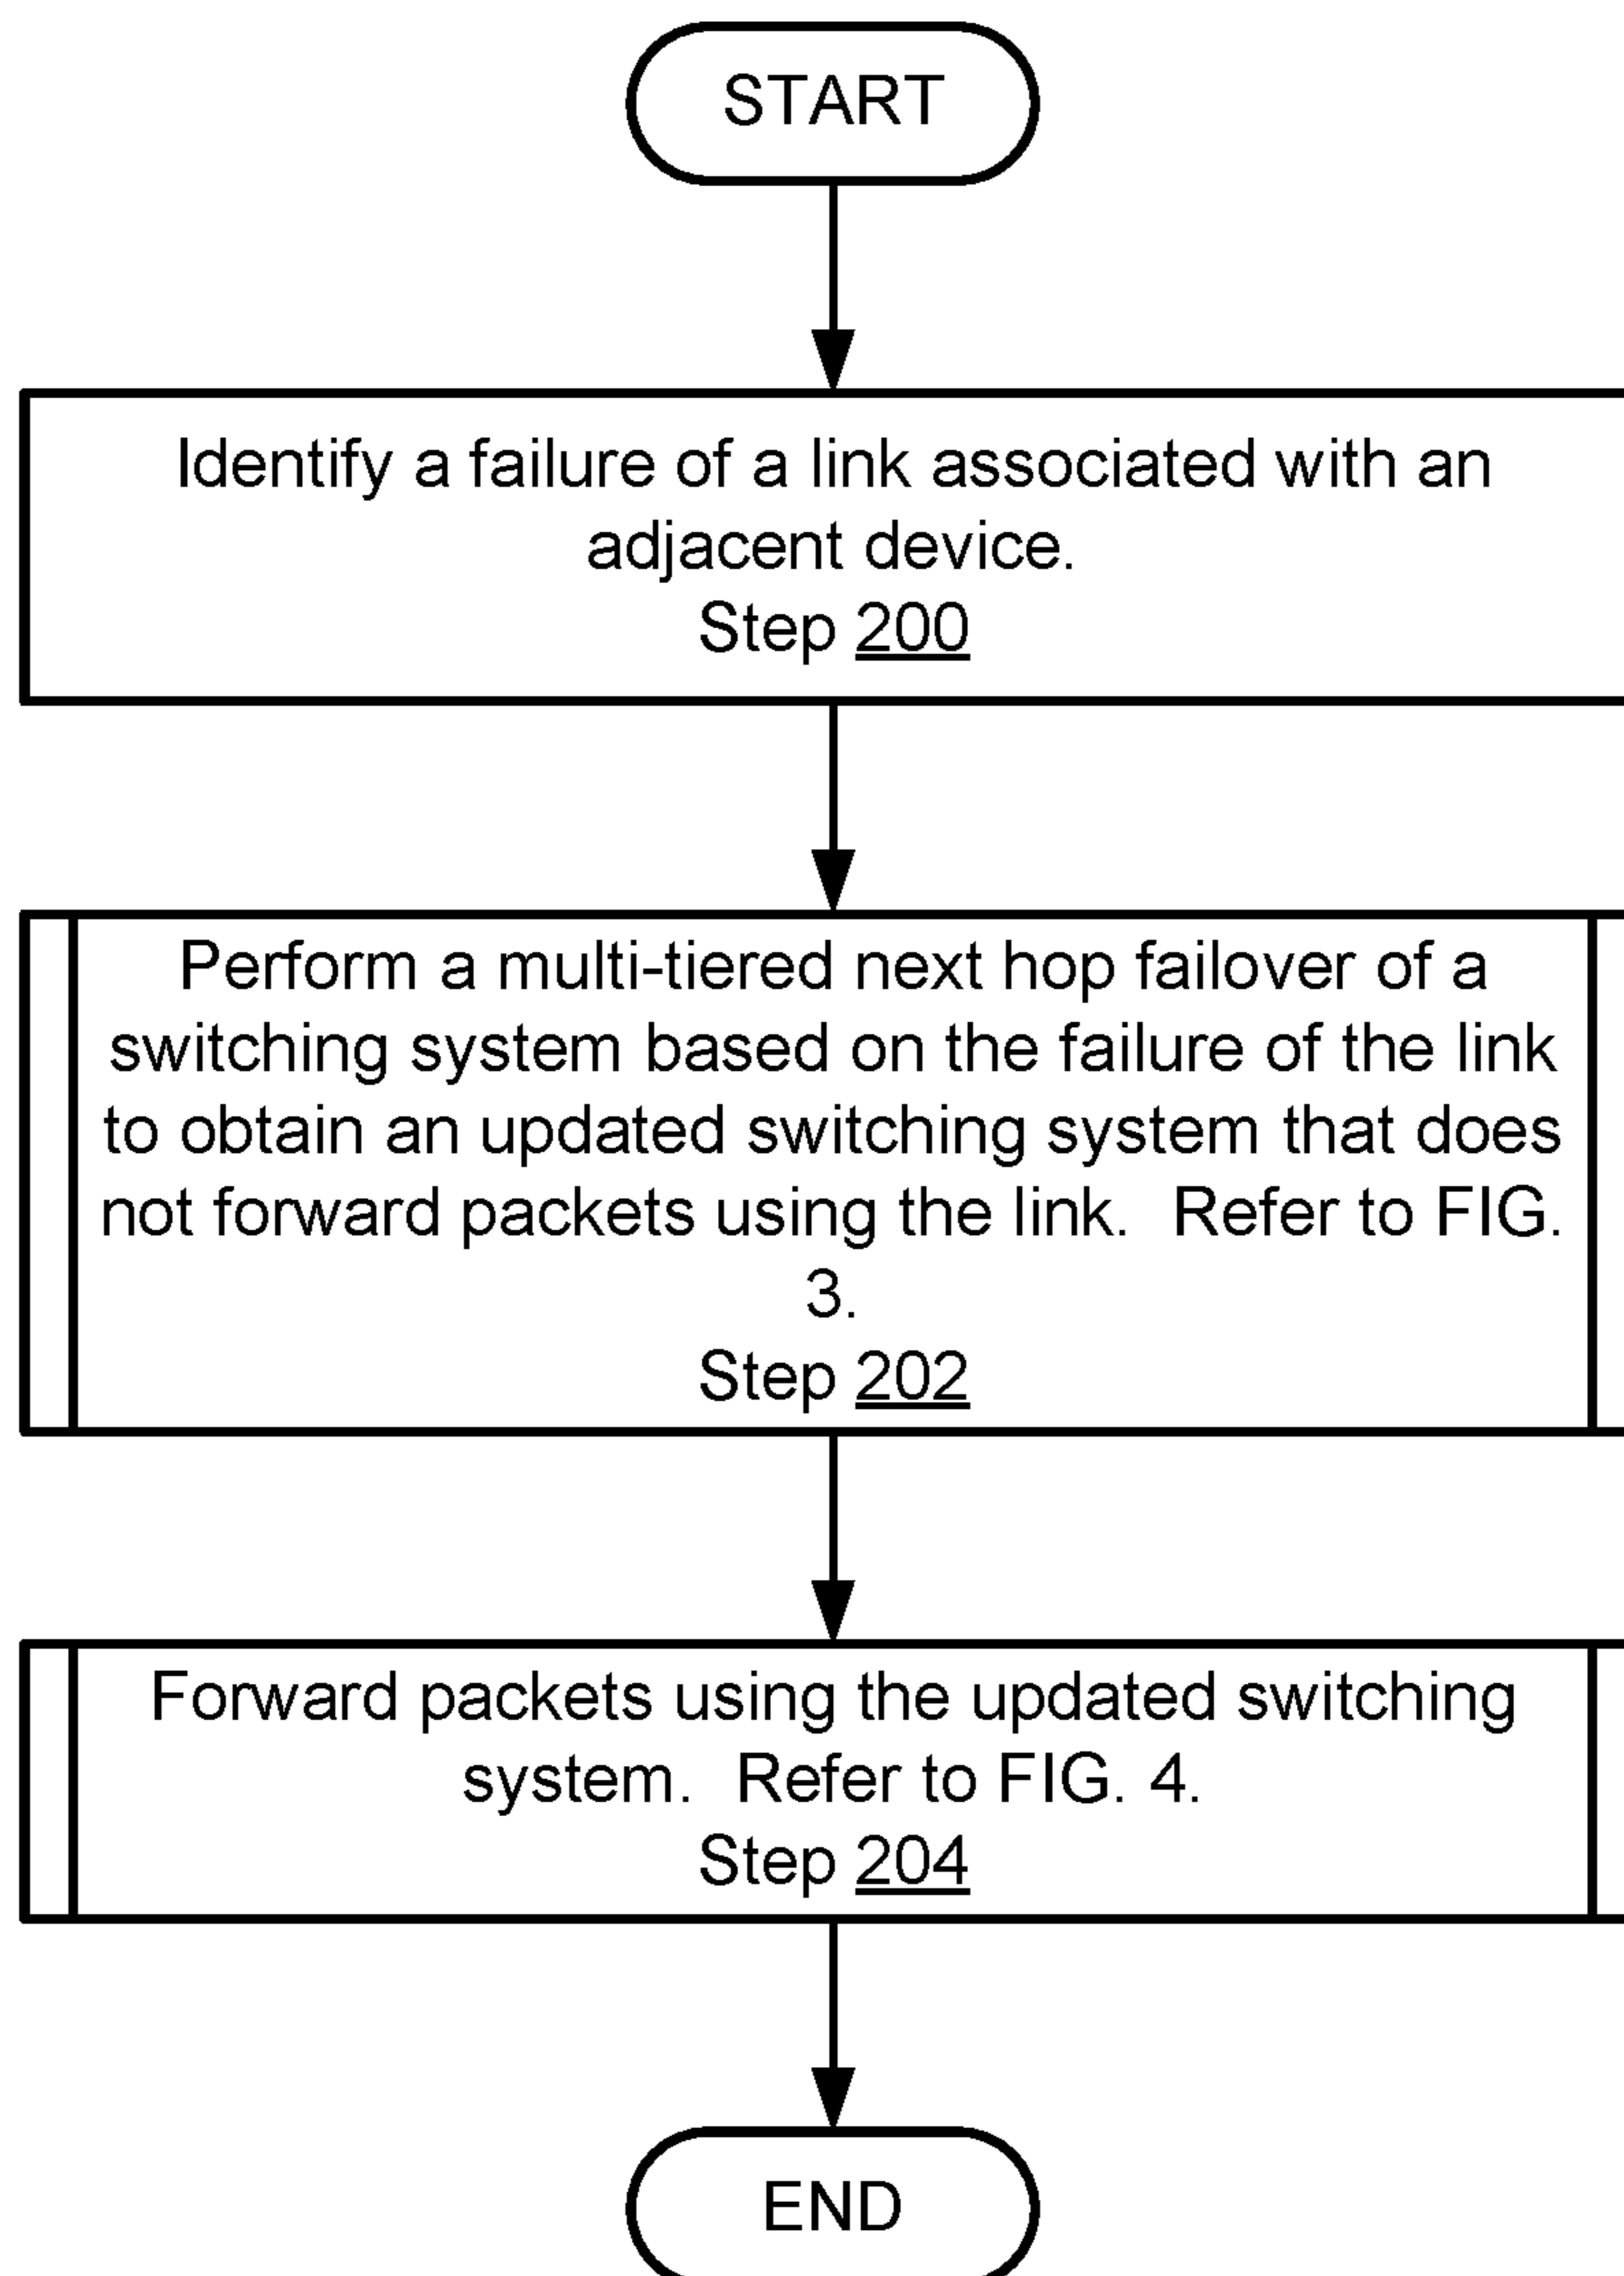 START
Identify a failure of a link associated with an
adjacent device.
Step 200
Perform a multi-tiered next hop failover of a
switching system based on the failure of the link
to obtain an updated switching system that does
not forward packets using the link. Refer to FIG.
3.
Step 202
Forward packets using the updated switching
system. Refer to FIG. 4.
Step 204
END